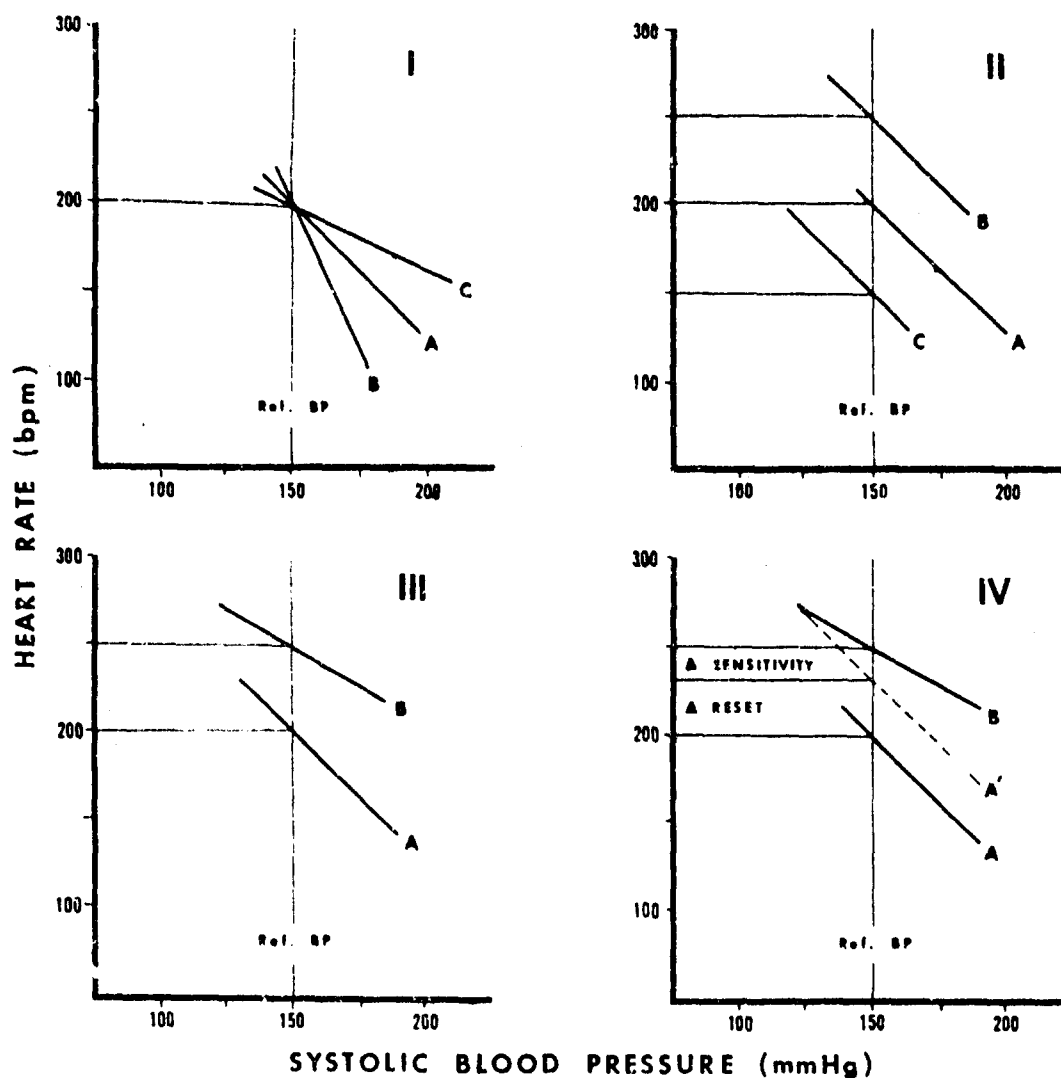 HEART RATE (bpm)
300
200
100
I
C
A
B
Ref. BP
100 150 200
300
200
100
II
B
A
C
Ref. BP
100 150 200
300
200
100
III
B
A
Ref. BP
100 150 200
300
200
100
IV
Δ SENSITIVITY
Δ RESET
B
A'
A
Ref. BP
100 150 200
SYSTOLIC BLOOD PRESSURE (mmHg)